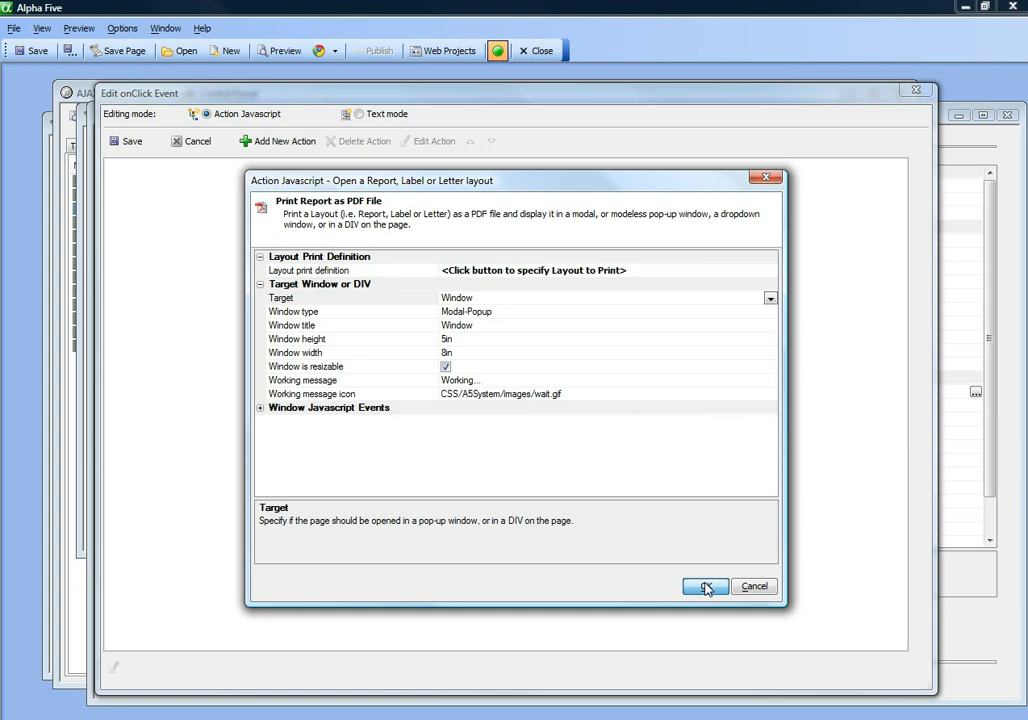 Alpha Five
File View Preview Options Window Help
Save Save Page Open New Preview Publish Web Projects Close
AJA
Edit onClick Event
Editing mode: Action Javascript Text mode
Save Cancel Add New Action Delete Action Edit Action
Action Javascript - Open a Report, Label or Letter layout
Print Report as PDF File
Print a Layout (i.e. Report, Label or Letter) as a PDF file and display it in a modal, or modeless pop-up window, a dropdown
window, or in a DIV on the page.
Layout Print Definition
Layout print definition <Click button to specify Layout to Print>
Target Window or DIV
Target Window
Window type Modal-Popup
Window title Window
Window height 5in
Window width 8in
Window is resizable
Working message Working...
Working message icon CSS/A5System/images/wait.gif
Window Javascript Events
Target
Specify if the page should be opened in a pop-up window, or in a DIV on the page.
OK Cancel